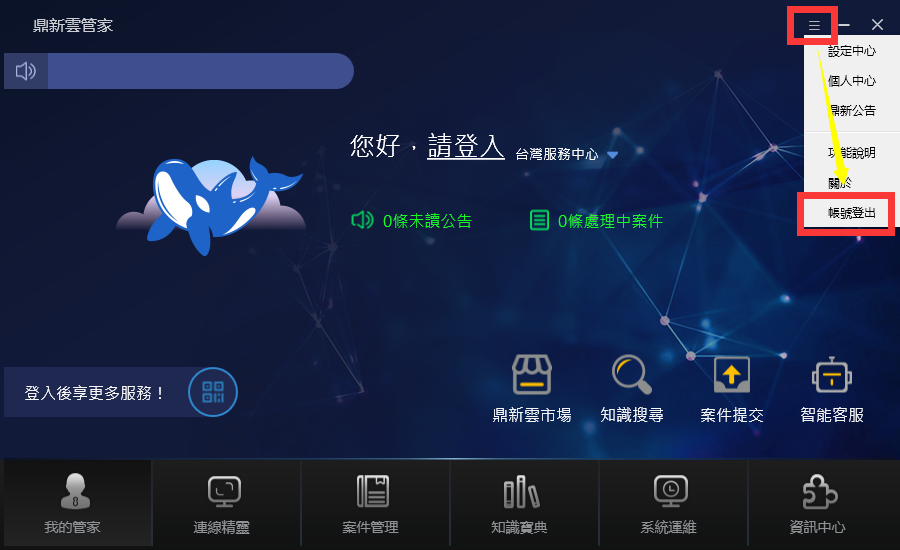 鼎新雲管家
設定中心
個人中心
鼎新公告
功能說明
關於
帳號登出
您好，請登入 台灣服務中心
0條未讀公告 0條處理中案件
登入後享更多服務！
鼎新雲市場 知識搜尋 案件提交 智能客服
我的管家 連線精靈 案件管理 知識寶典 系統運維 資訊中心